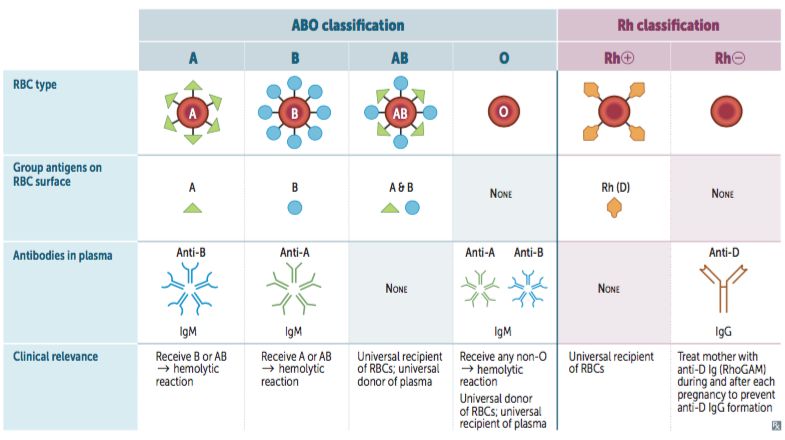 ABO classification Rh classification
A B AB O Rh⊕ Rh⊖
RBC type
A B AB O
Group antigens on
RBC surface
A B A & B NONE Rh (D) NONE
Antibodies in plasma
Anti-B Anti-A NONE Anti-A Anti-B NONE Anti-D
IgM IgM IgM IgG
Clinical relevance
Receive B or AB
→ hemolytic
reaction
Receive A or AB
→ hemolytic
reaction
Universal recipient
of RBCs; universal
donor of plasma
Receive any non-O
→ hemolytic
reaction
Universal donor
of RBCs; universal
recipient of plasma
Universal recipient
of RBCs
Treat mother with
anti-D Ig (RhoGAM)
during and after each
pregnancy to prevent
anti-D IgG formation